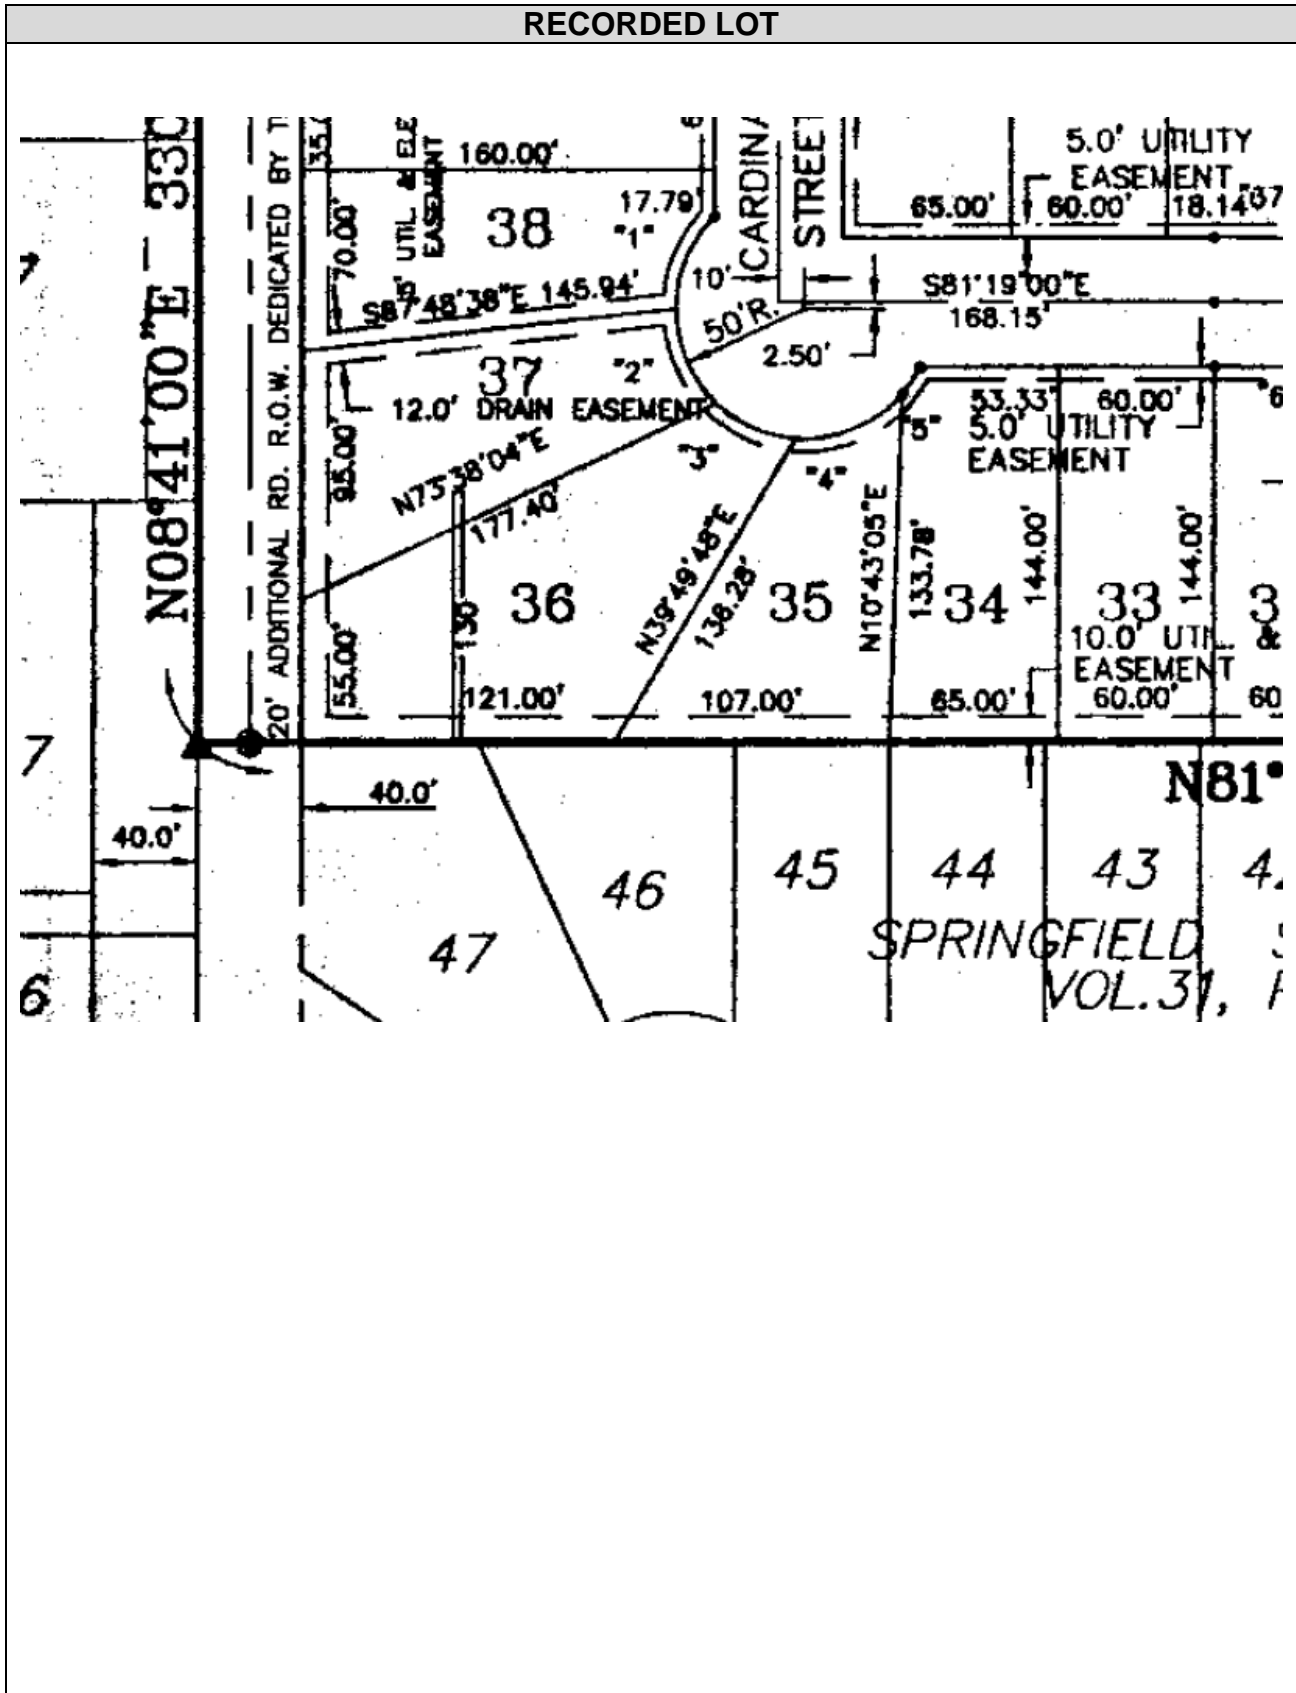 RECORDED LOT
N08°41'00"E
20' ADDITIONAL RD. R.O.W. DEDICATED BY
160.00'
38
17.79'
"1"
70.00'
5' UTIL & ELE
EASEMENT
S87°48'38"E 145.94'
CARDINA
STREET
10'
50'R.
2.50'
5.0' UTILITY
EASEMENT
65.00'
60.00'
18.14'
S81°19'00"E
168.15'
37
"2"
12.0' DRAIN EASEMENT
95.00'
N73°38'04"E
177.40'
"3"
"4"
"5"
53.33'
60.00'
5.0' UTILITY
EASEMENT
55.00'
130
36
N39°49'48"E
138.28'
35
N10°43'05"E
133.78'
34
144.00'
33
144.00'
10.0' UTIL. &
EASEMENT
121.00'
107.00'
65.00'
60.00'
60
7
40.0'
40.0'
N81°
47
46
45
44
43
SPRINGFIELD
VOL.31,
6